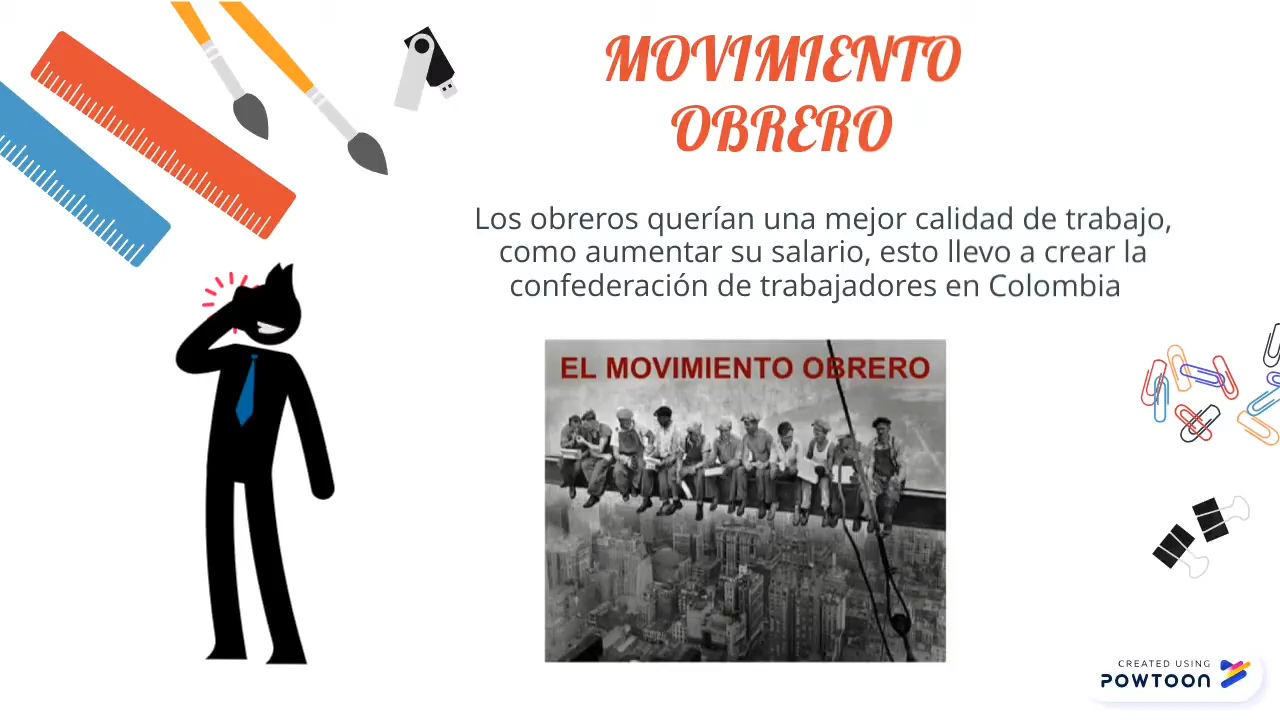 MOVIMIENTO
OBRERO
Los obreros querían una mejor calidad de trabajo,
como aumentar su salario, esto llevo a crear la
confederación de trabajadores en Colombia
EL MOVIMIENTO OBRERO
CREATED USING
POWTOON